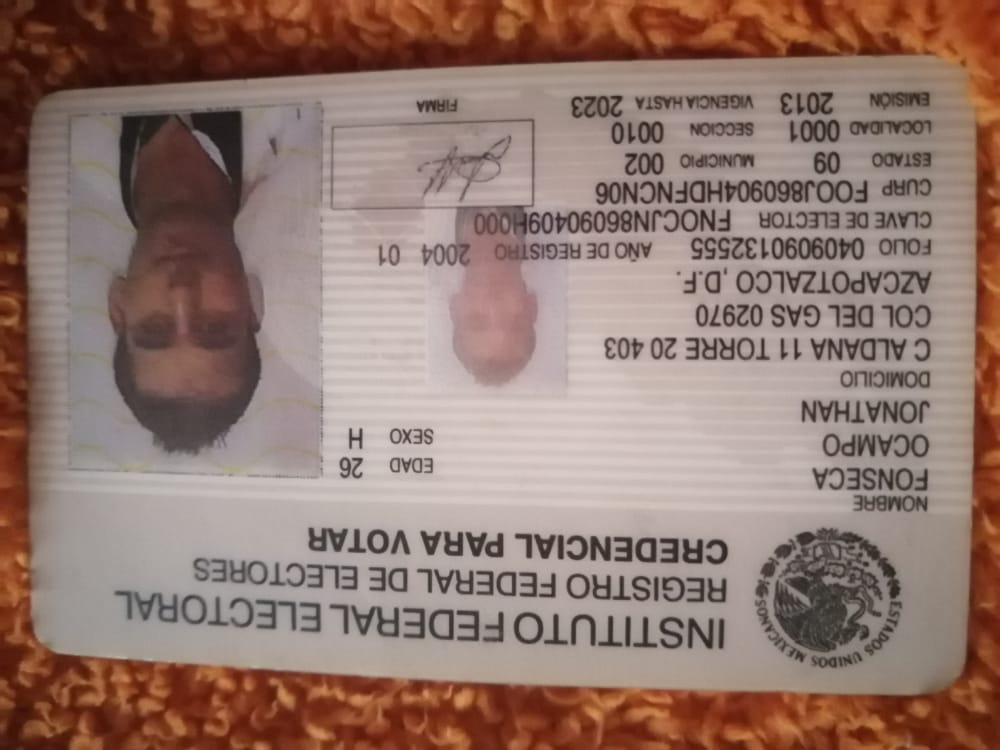 INSTITUTO FEDERAL ELECTORAL
REGISTRO FEDERAL DE ELECTORES
CREDENCIAL PARA VOTAR
ESTADOS UNIDOS MEXICANOS
NOMBRE
FONSECA
OCAMPO
JONATHAN
EDAD 26
SEXO H
DOMICILIO
C ALDANA 11 TORRE 20 403
COL DEL GAS 02970
AZCAPOTZALCO, D.F.
FOLIO 0409090132555 AÑO DE REGISTRO 2004 01
CLAVE DE ELECTOR FNOCJN86090409H000
CURP FOOJ860904HDFNCN06
ESTADO 09 MUNICIPIO 002
LOCALIDAD 0001 SECCION 0010
EMISIÓN 2013 VIGENCIA HASTA 2023
FIRMA